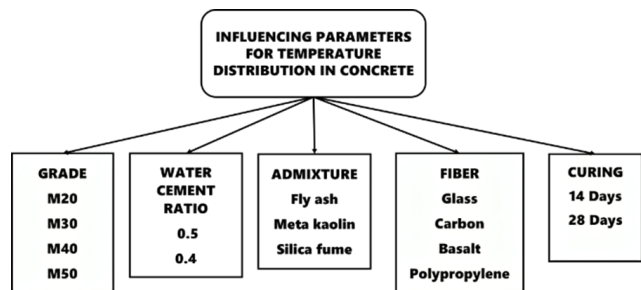 INFLUENCING PARAMETERS
FOR TEMPERATURE
DISTRIBUTION IN CONCRETE
GRADE
M20
M30
M40
M50
WATER
CEMENT
RATIO
0.5
0.4
ADMIXTURE
Fly ash
Meta kaolin
Silica fume
FIBER
Glass
Carbon
Basalt
Polypropylene
CURING
14 Days
28 Days